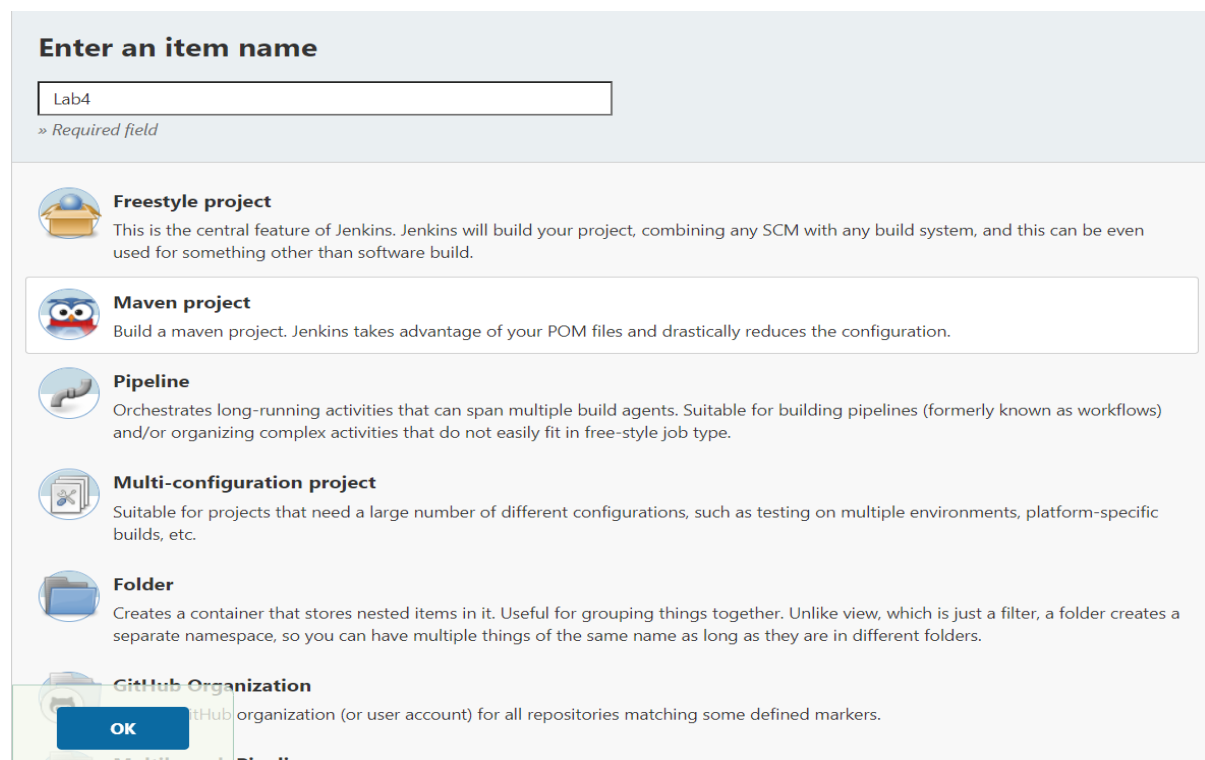 Enter an item name
Lab4
» Required field
Freestyle project
This is the central feature of Jenkins. Jenkins will build your project, combining any SCM with any build system, and this can be even
used for something other than software build.
Maven project
Build a maven project. Jenkins takes advantage of your POM files and drastically reduces the configuration.
Pipeline
Orchestrates long-running activities that can span multiple build agents. Suitable for building pipelines (formerly known as workflows)
and/or organizing complex activities that do not easily fit in free-style job type.
Multi-configuration project
Suitable for projects that need a large number of different configurations, such as testing on multiple environments, platform-specific
builds, etc.
Folder
Creates a container that stores nested items in it. Useful for grouping things together. Unlike view, which is just a filter, a folder creates a
separate namespace, so you can have multiple things of the same name as long as they are in different folders.
GitHub Organization
organization (or user account) for all repositories matching some defined markers.
OK